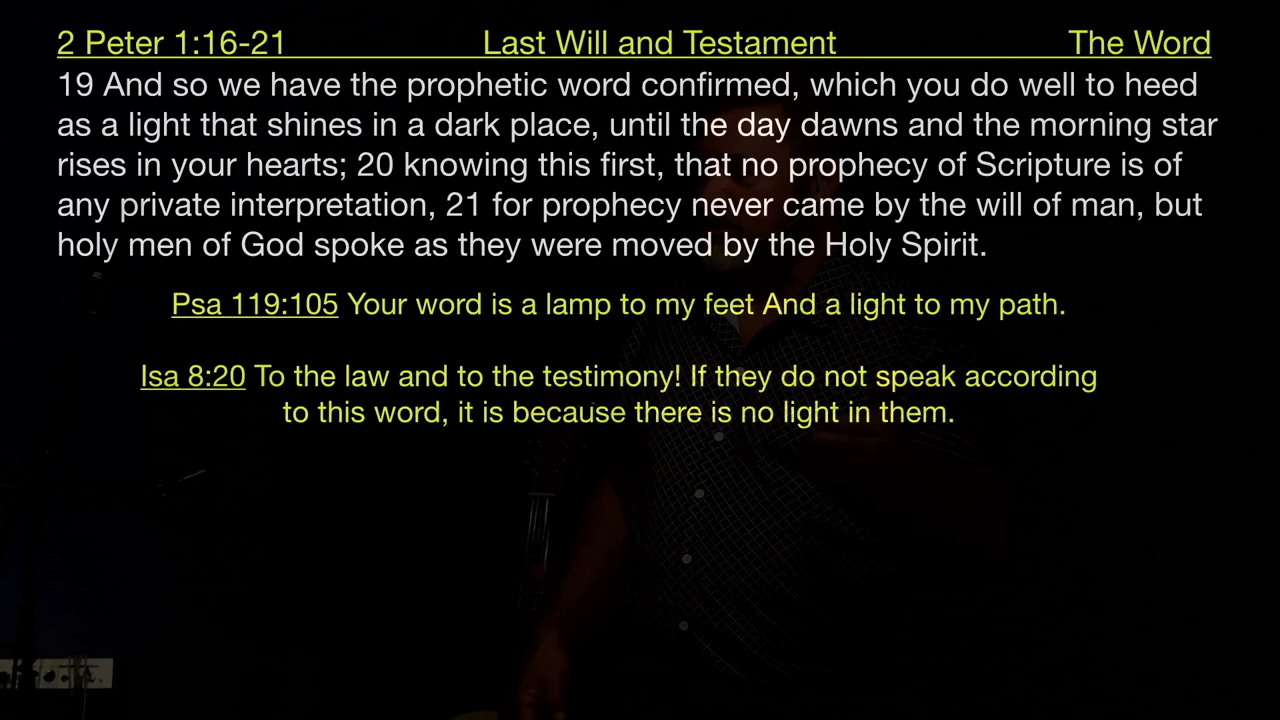 2 Peter 1:16-21 Last Will and Testament The Word
19 And so we have the prophetic word confirmed, which you do well to heed
as a light that shines in a dark place, until the day dawns and the morning star
rises in your hearts; 20 knowing this first, that no prophecy of Scripture is of
any private interpretation, 21 for prophecy never came by the will of man, but
holy men of God spoke as they were moved by the Holy Spirit.
Psa 119:105 Your word is a lamp to my feet And a light to my path.
Isa 8:20 To the law and to the testimony! If they do not speak according
to this word, it is because there is no light in them.